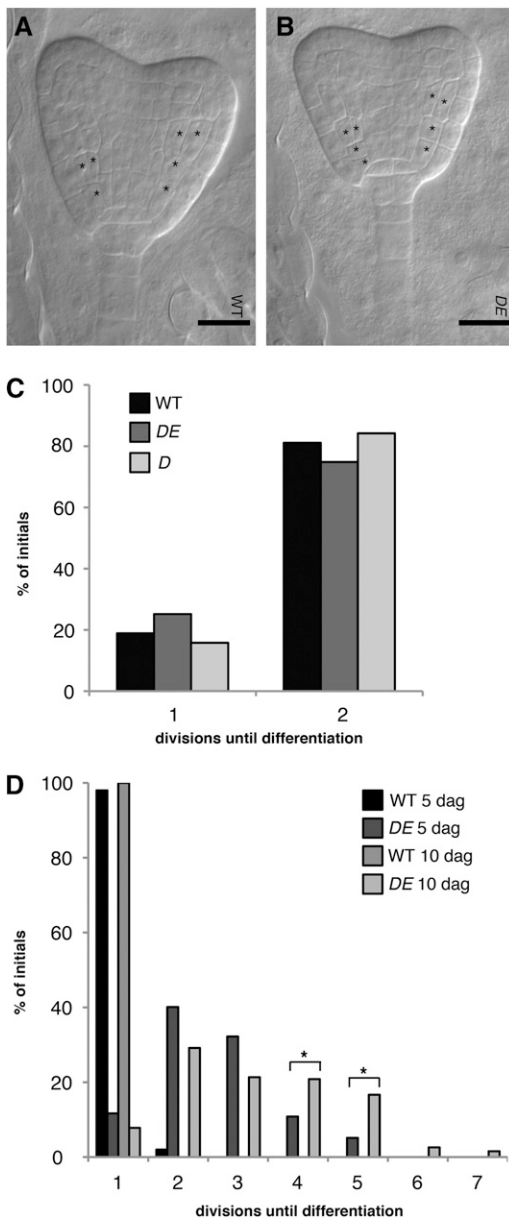 A
B
* * * * *
* * * * *
* * * * *
* * * * *
WT
DE
C
WT
DE
D
100
80
60
40
20
0
% of initials
1 2
divisions until differentiation
D
WT 5 dag
DE 5 dag
WT 10 dag
DE 10 dag
100
80
60
40
20
0
% of initials
* *
1 2 3 4 5 6 7
divisions until differentiation